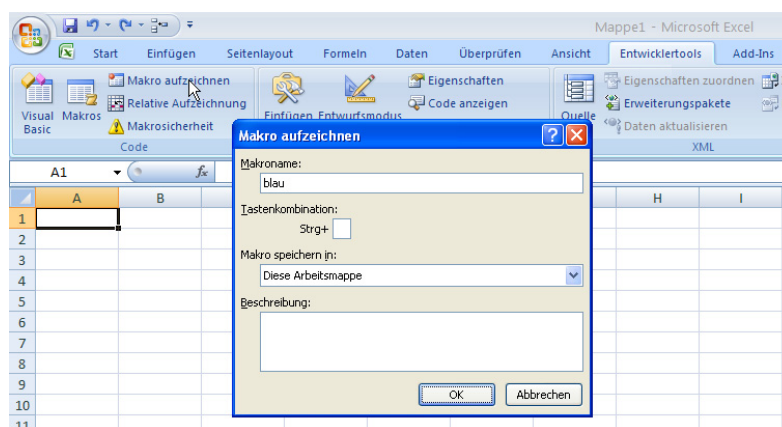 Mappe1 - Microsoft Excel
Start Einfügen Seitenlayout Formeln Daten Überprüfen Ansicht Entwicklertools Add-Ins
Visual Basic
Makros
Makro aufzeichnen
Relative Aufzeichnung
Makrosicherheit
Code
Einfügen Entwurfsmodus
Eigenschaften
Code anzeigen
Quelle
Eigenschaften zuordnen
Erweiterungspakete
Daten aktualisieren
XML
A1 fx
A B H I
Makro aufzeichnen
Makroname:
blau
Tastenkombination:
Strg+
Makro speichern in:
Diese Arbeitsmappe
Beschreibung:
OK Abbrechen
1
2
3
4
5
6
7
8
9
10
11